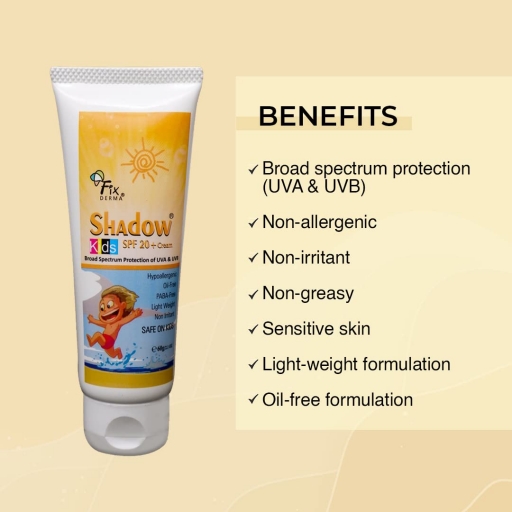 Fix
DERMA
SHADOW®
Kids SPF 20+ Cream
Broad Spectrum Protection of UVA & UVB
Hypoallergenic
Oil-Free
PABA-Free
Light Weight
Non Irritant
SAFE ON
BENEFITS
✓ Broad spectrum protection
(UVA & UVB)
✓ Non-allergenic
✓ Non-irritant
✓ Non-greasy
✓ Sensitive skin
✓ Light-weight formulation
✓ Oil-free formulation